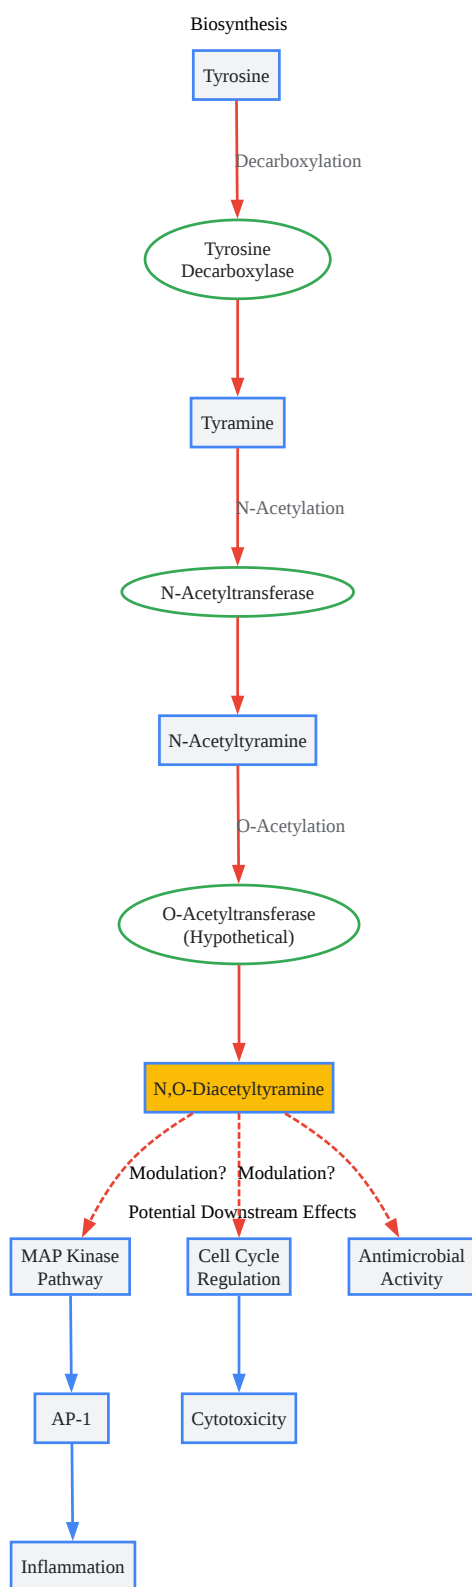 Biosynthesis
Tyrosine
Decarboxylation
Tyrosine
Decarboxylase
Tyramine
N-Acetylation
N-Acetyltransferase
N-Acetyltyramine
O-Acetylation
O-Acetyltransferase
(Hypothetical)
N,O-Diacetyltyramine
Modulation? Modulation?
Potential Downstream Effects
MAP Kinase
Pathway
Cell Cycle
Regulation
Antimicrobial
Activity
AP-1
Cytotoxicity
Inflammation